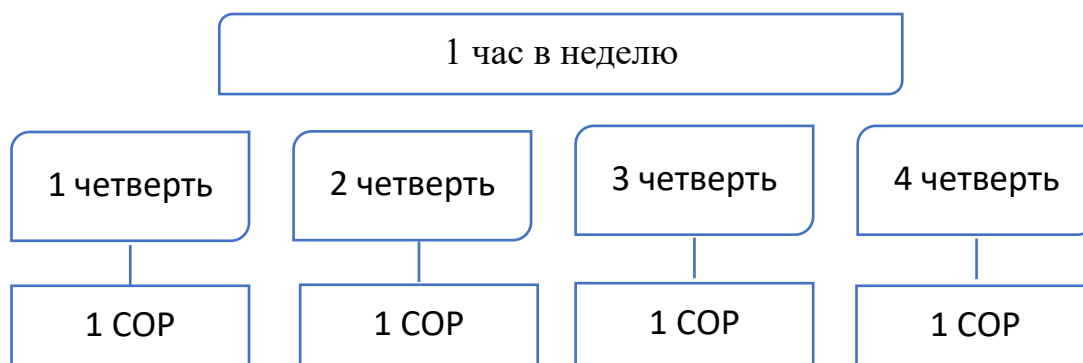 1 час в неделю
1 четверть
2 четверть
3 четверть
4 четверть
1 СОР
1 СОР
1 СОР
1 СОР